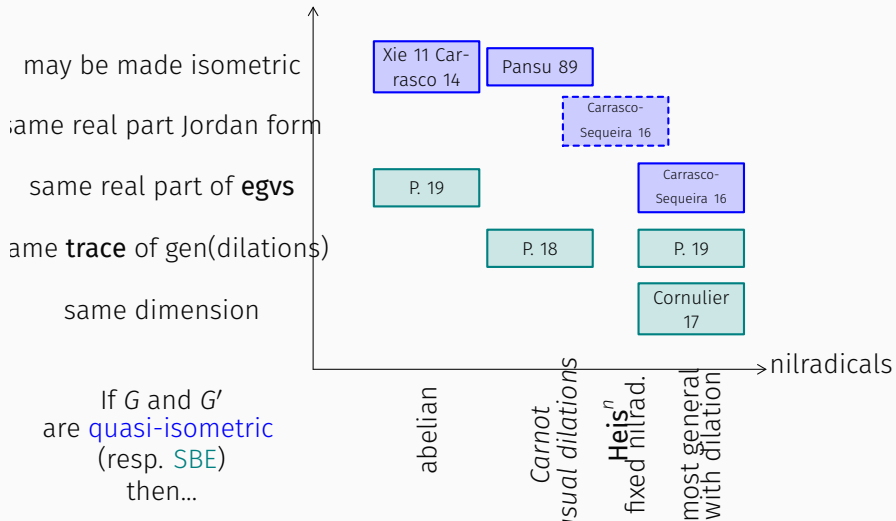 may be made isometric
Xie 11 Car-
rasco 14
Pansu 89
same real part Jordan form
Carrasco-
Sequeira 16
same real part of egvs
P. 19
Carrasco-
Sequeira 16
ame trace of gen(dilations)
P. 18
P. 19
same dimension
Cornulier
17
nilradicals
If G and G′
are quasi-isometric
(resp. SBE)
then...
abelian
Carnot
usual dilations
Heisⁿ
fixed nilrad.
most general
with dilation